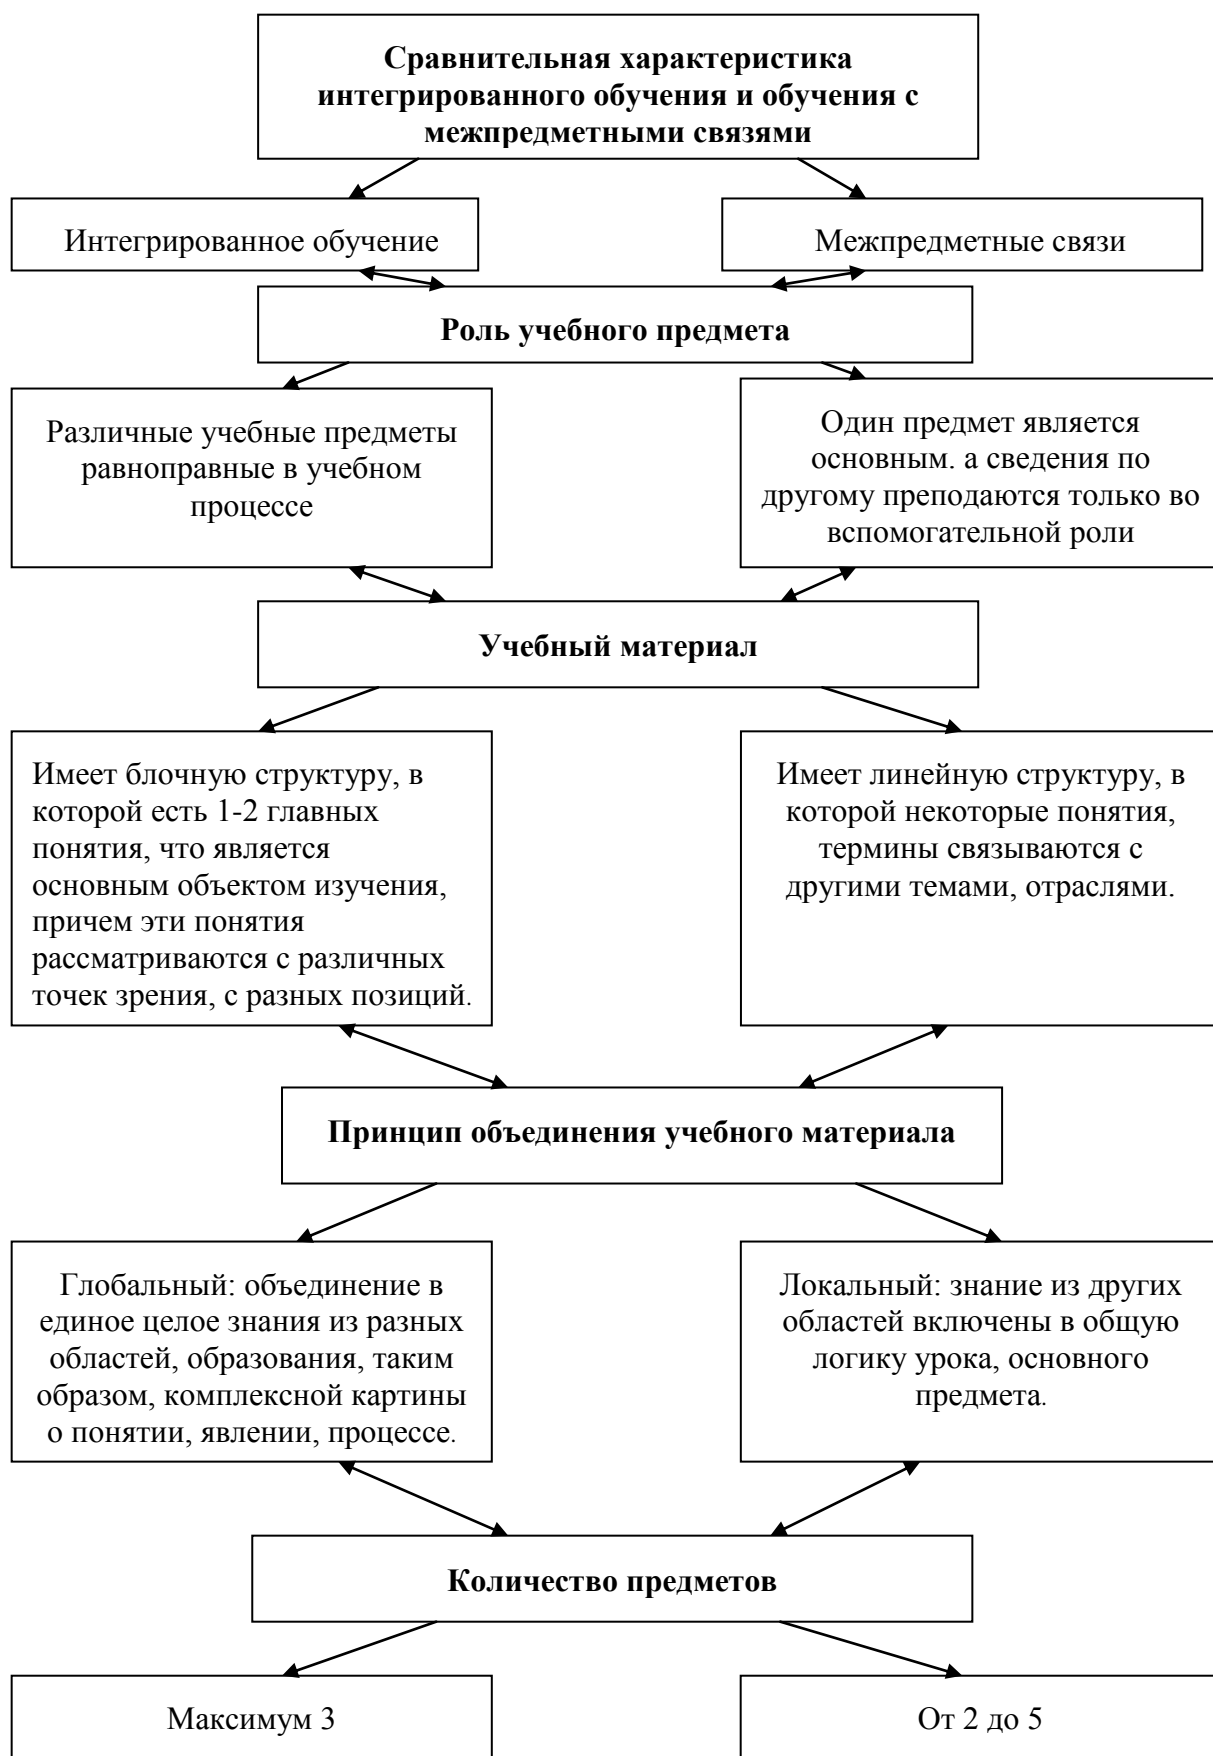 Сравнительная характеристика
интегрированного обучения и обучения с
межпредметными связями
Интегрированное обучение
Межпредметные связи
Роль учебного предмета
Различные учебные предметы
равноправные в учебном
процессе
Один предмет является
основным. а сведения по
другому преподаются только во
вспомогательной роли
Учебный материал
Имеет блочную структуру, в
которой есть 1-2 главных
понятия, что является
основным объектом изучения,
причем эти понятия
рассматриваются с различных
точек зрения, с разных позиций.
Имеет линейную структуру, в
которой некоторые понятия,
термины связываются с
другими темами, отраслями.
Принцип объединения учебного материала
Глобальный: объединение в
единое целое знания из разных
областей, образования, таким
образом, комплексной картины
о понятии, явлении, процессе.
Локальный: знание из других
областей включены в общую
логику урока, основного
предмета.
Количество предметов
Максимум 3
От 2 до 5